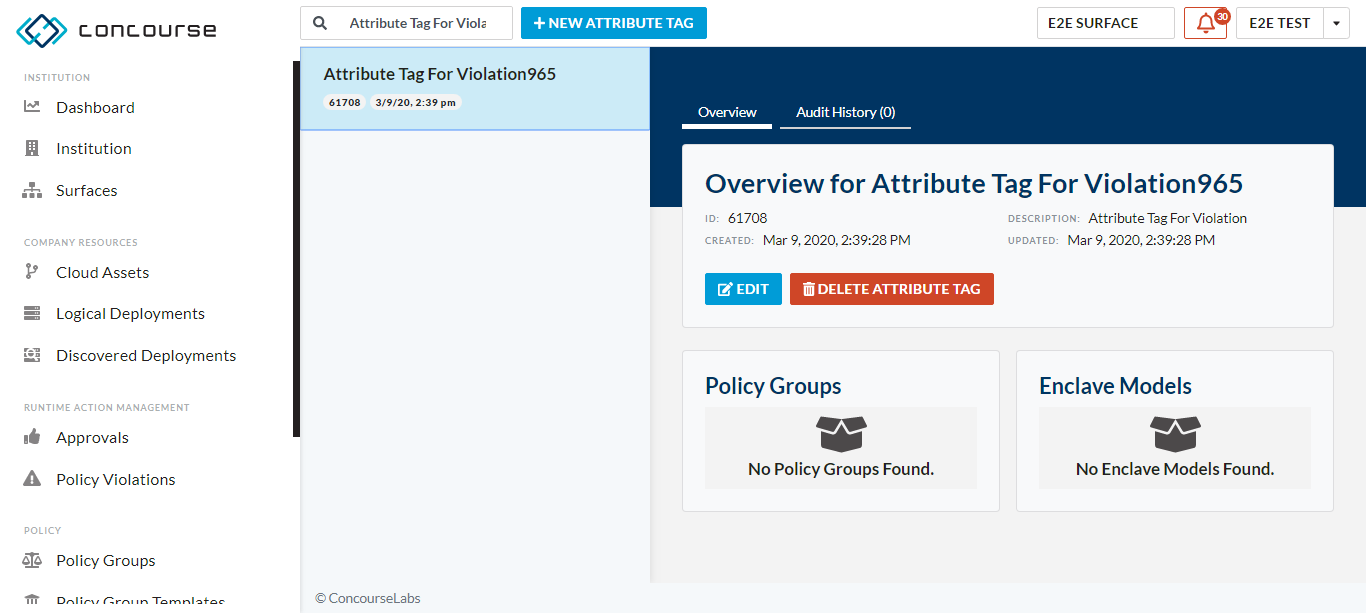 concourse
INSTITUTION
Dashboard
Institution
Surfaces
COMPANY RESOURCES
Cloud Assets
Logical Deployments
Discovered Deployments
RUNTIME ACTION MANAGEMENT
Approvals
Policy Violations
POLICY
Policy Groups
Policy Group Templates
Attribute Tag For Viola
NEW ATTRIBUTE TAG
E2E SURFACE
30
E2E TEST
Attribute Tag For Violation965
61708 3/9/20, 2:39 pm
Overview Audit History (0)
Overview for Attribute Tag For Violation965
ID: 61708 DESCRIPTION: Attribute Tag For Violation
CREATED: Mar 9, 2020, 2:39:28 PM UPDATED: Mar 9, 2020, 2:39:28 PM
EDIT DELETE ATTRIBUTE TAG
Policy Groups
No Policy Groups Found.
Enclave Models
No Enclave Models Found.
© ConcourseLabs